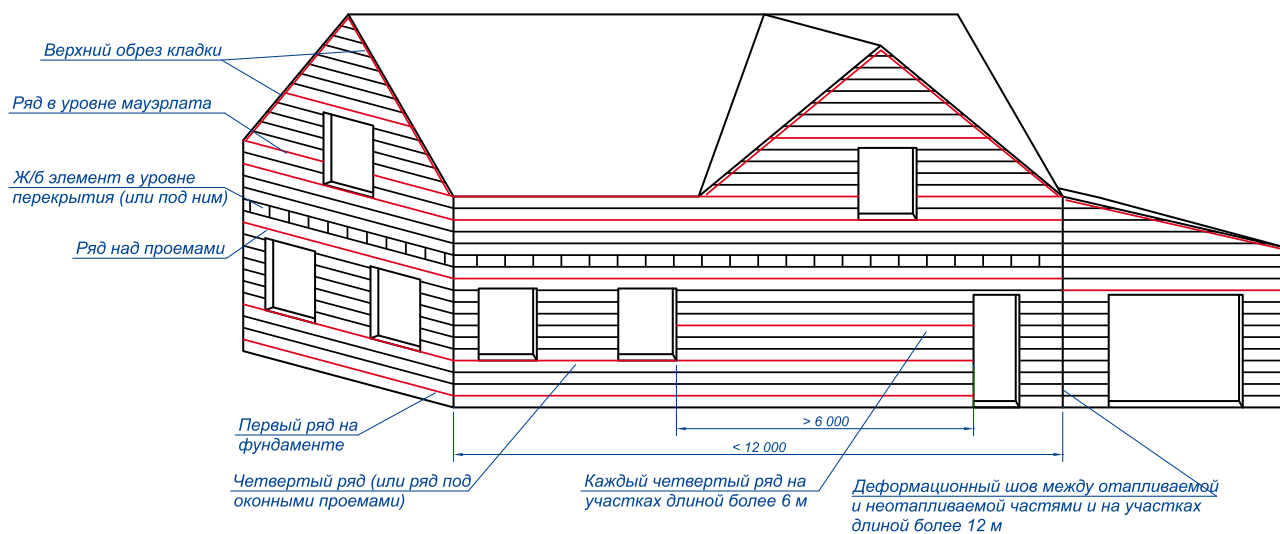 Верхний обрез кладки
Ряд в уровне мауэрлата
Ж/б элемент в уровне
перекрытия (или под ним)
Ряд над проемами
Первый ряд на
фундаменте
> 6 000
< 12 000
Четвертый ряд (или ряд под
оконными проемами)
Каждый четвертый ряд на
участках длиной более 6 м
Деформационный шов между отапливаемой
и неотапливаемой частями и на участках
длиной более 12 м